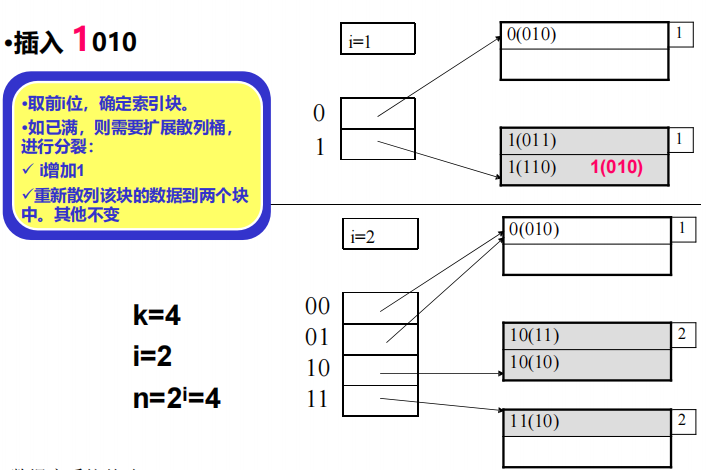 •插入 1010
•取前i位，确定索引块。
•如已满，则需要扩展散列桶，
进行分裂：
✓ i增加1
✓重新散列该块的数据到两个块
中。其他不变
i=1
0
1
0(010)
1
1(011)
1(110) 1(010)
1
i=2
00
01
10
11
0(010)
1
10(11)
10(10)
2
11(10)
2
k=4
i=2
n=2ⁱ=4